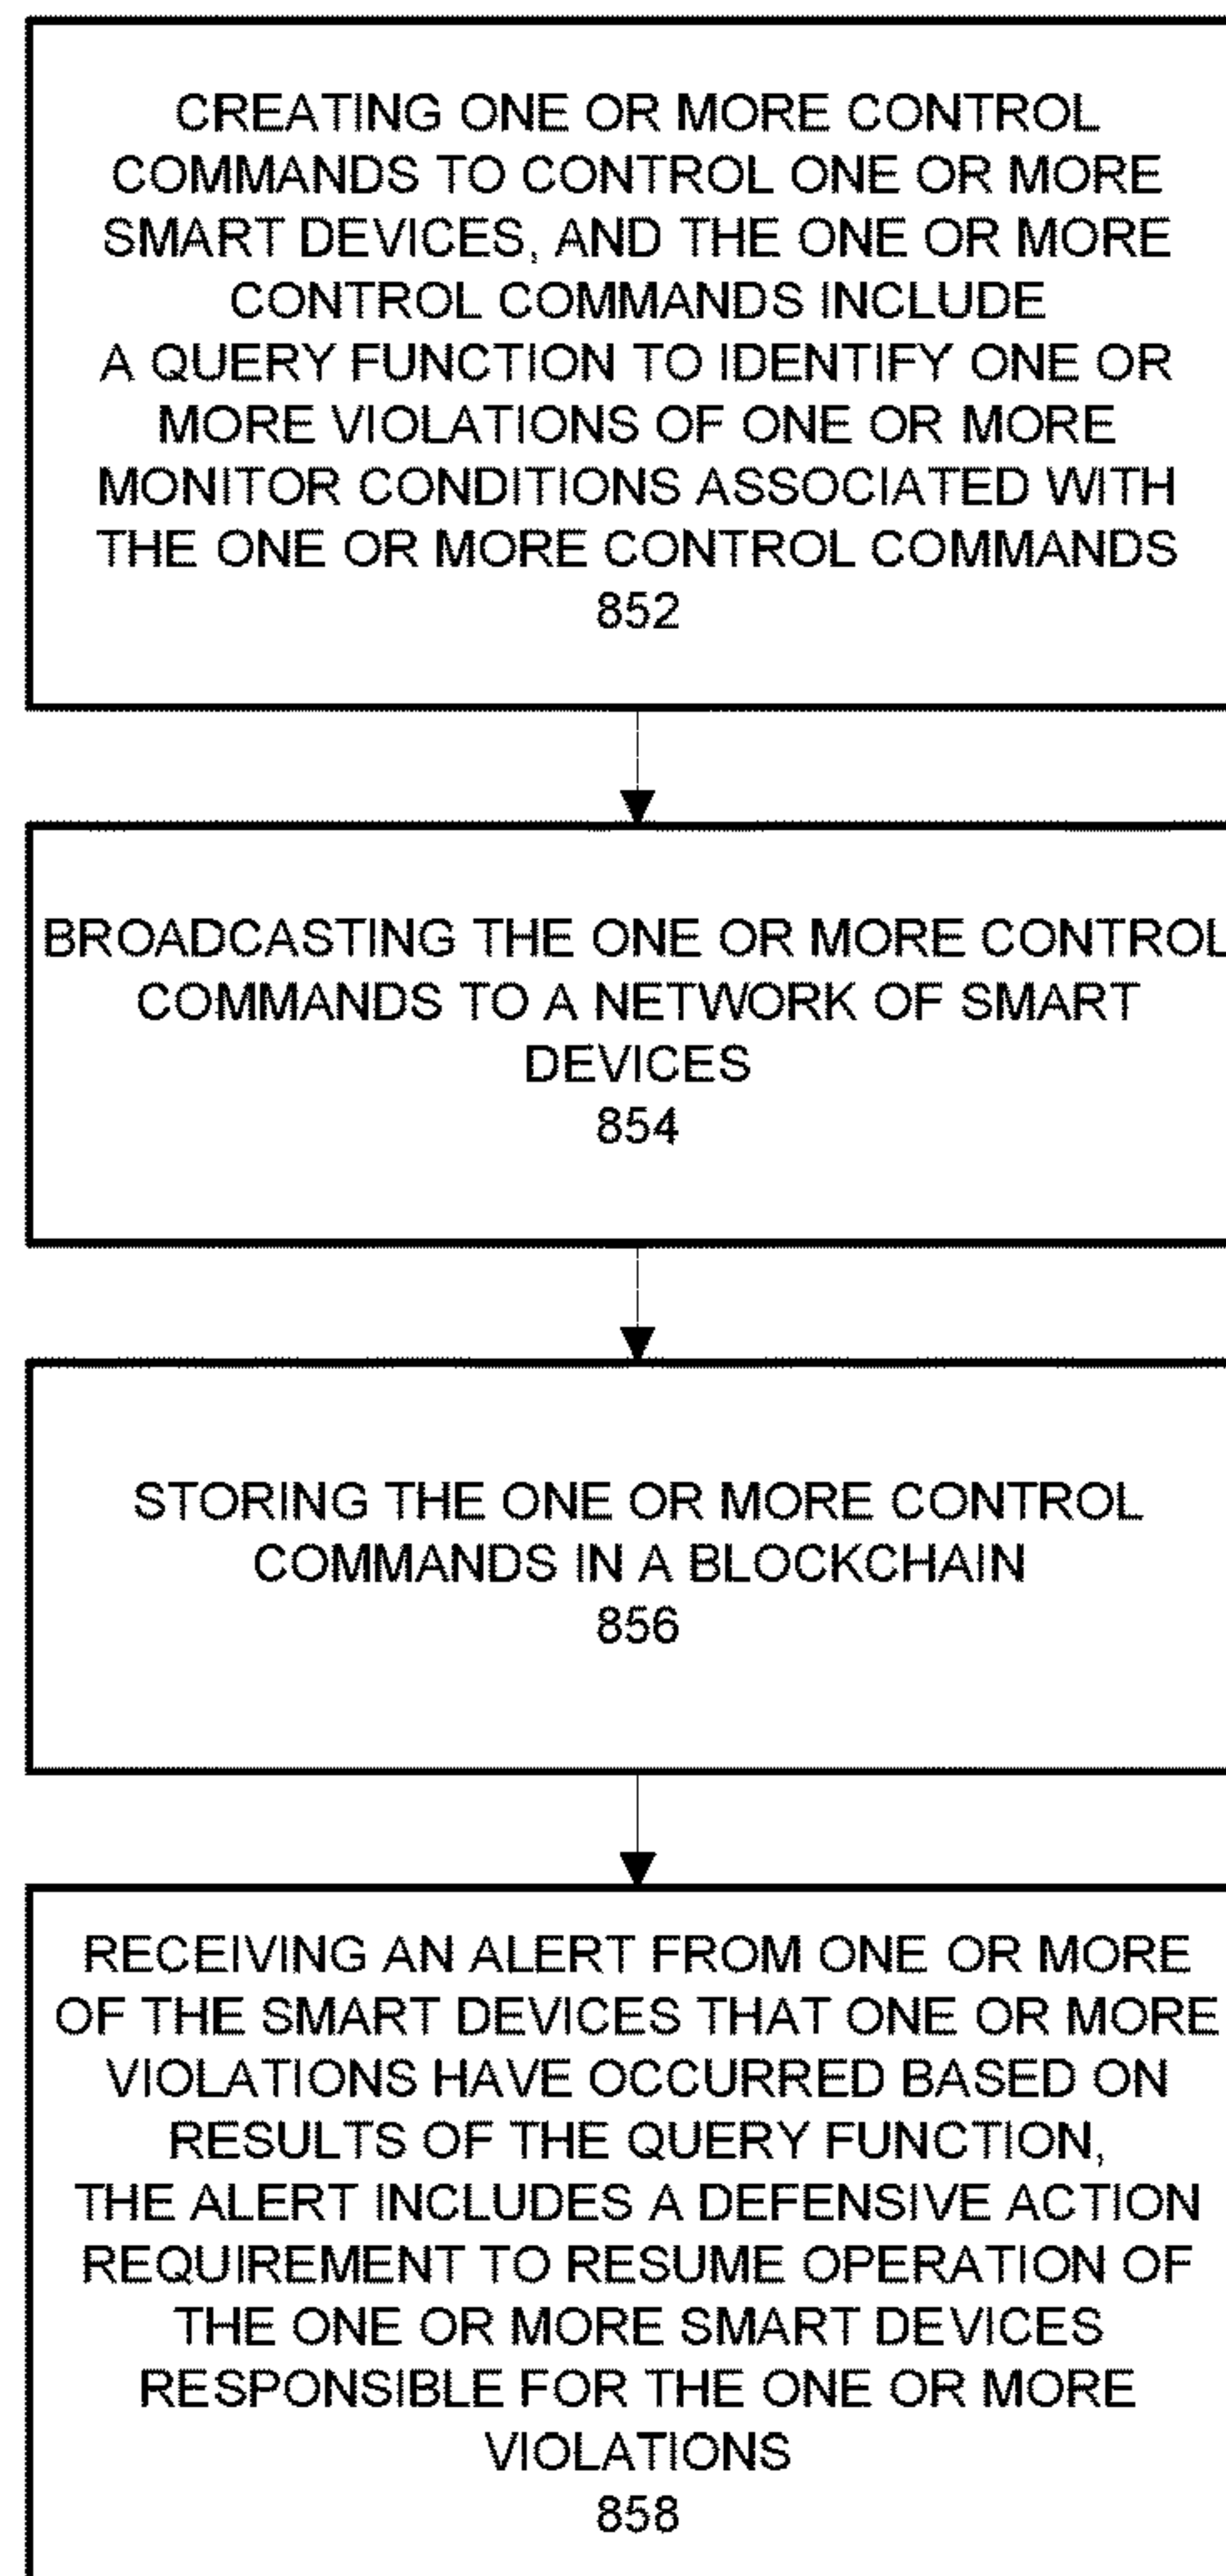 CREATING ONE OR MORE CONTROL
COMMANDS TO CONTROL ONE OR MORE
SMART DEVICES, AND THE ONE OR MORE
CONTROL COMMANDS INCLUDE
A QUERY FUNCTION TO IDENTIFY ONE OR
MORE VIOLATIONS OF ONE OR MORE
MONITOR CONDITIONS ASSOCIATED WITH
THE ONE OR MORE CONTROL COMMANDS
852
BROADCASTING THE ONE OR MORE CONTROL
COMMANDS TO A NETWORK OF SMART
DEVICES
854
STORING THE ONE OR MORE CONTROL
COMMANDS IN A BLOCKCHAIN
856
RECEIVING AN ALERT FROM ONE OR MORE
OF THE SMART DEVICES THAT ONE OR MORE
VIOLATIONS HAVE OCCURRED BASED ON
RESULTS OF THE QUERY FUNCTION,
THE ALERT INCLUDES A DEFENSIVE ACTION
REQUIREMENT TO RESUME OPERATION OF
THE ONE OR MORE SMART DEVICES
RESPONSIBLE FOR THE ONE OR MORE
VIOLATIONS
858